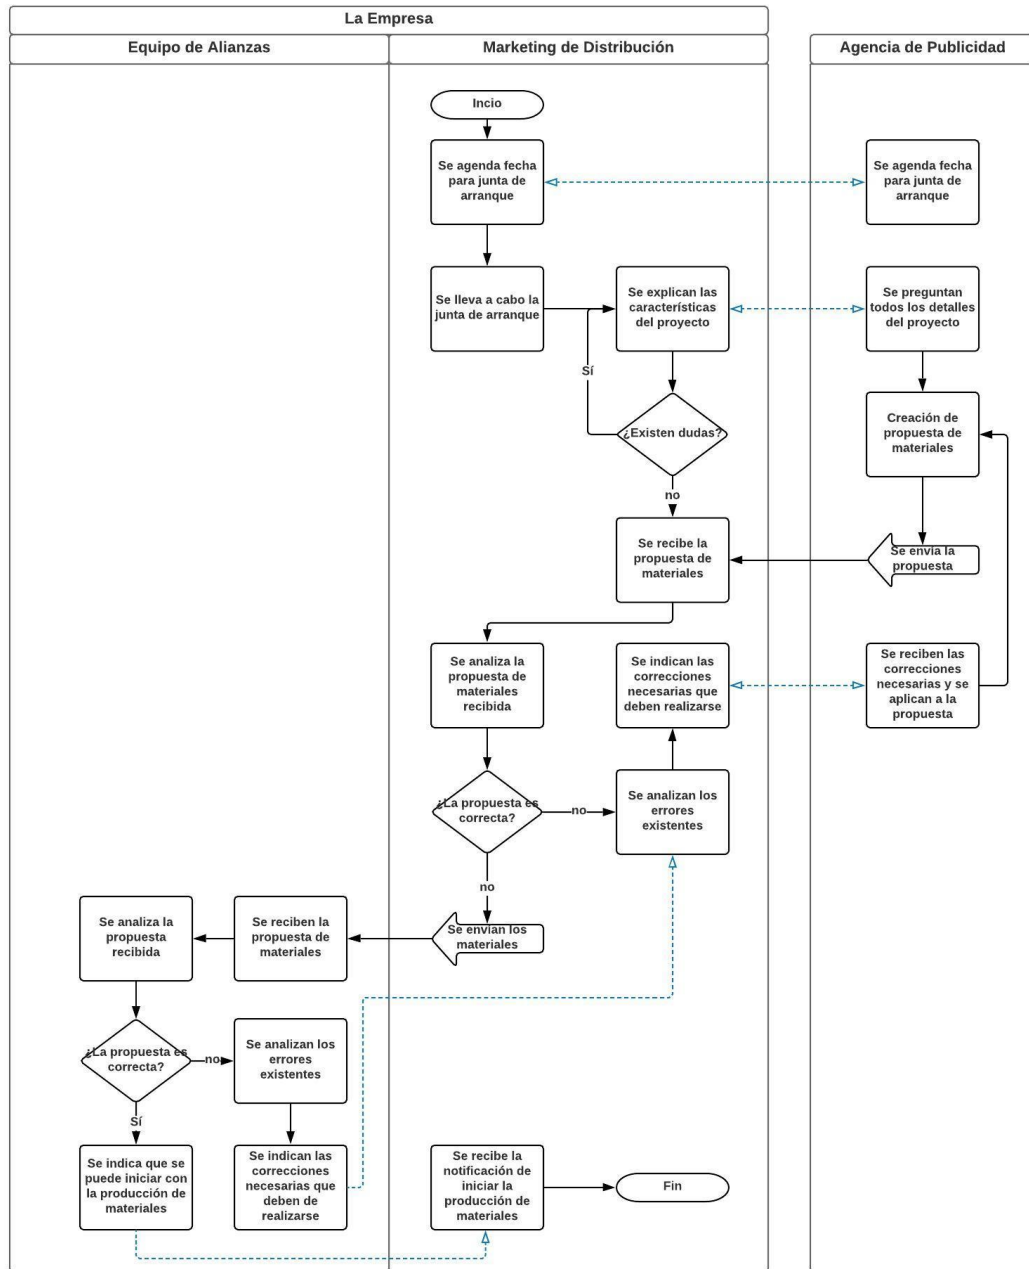 La Empresa
Equipo de Alianzas
Marketing de Distribución
Agencia de Publicidad
Incio
Se agenda fecha
para junta de
arranque
Se agenda fecha
para junta de
arranque
Se lleva a cabo la
junta de arranque
Se explican las
características
del proyecto
Se preguntan
todos los detalles
del proyecto
Sí
¿Existen dudas?
no
Creación de
propuesta de
materiales
Se recibe la
propuesta de
materiales
Se envía la
propuesta
Se analiza la
propuesta de
materiales
recibida
Se indican las
correcciones
necesarias que
deben realizarse
Se reciben las
correcciones
necesarias y se
aplican a la
propuesta
¿La propuesta es
correcta?
no
Se analizan los
errores
existentes
no
Se analiza la
propuesta
recibida
Se reciben la
propuesta de
materiales
Se envían los
materiales
¿La propuesta es
correcta?
no
Se analizan los
errores
existentes
Sí
Se indica que se
puede iniciar con
la producción de
materiales
Se indican las
correcciones
necesarias que
deben de
realizarse
Se recibe la
notificación de
iniciar la
producción de
materiales
Fin